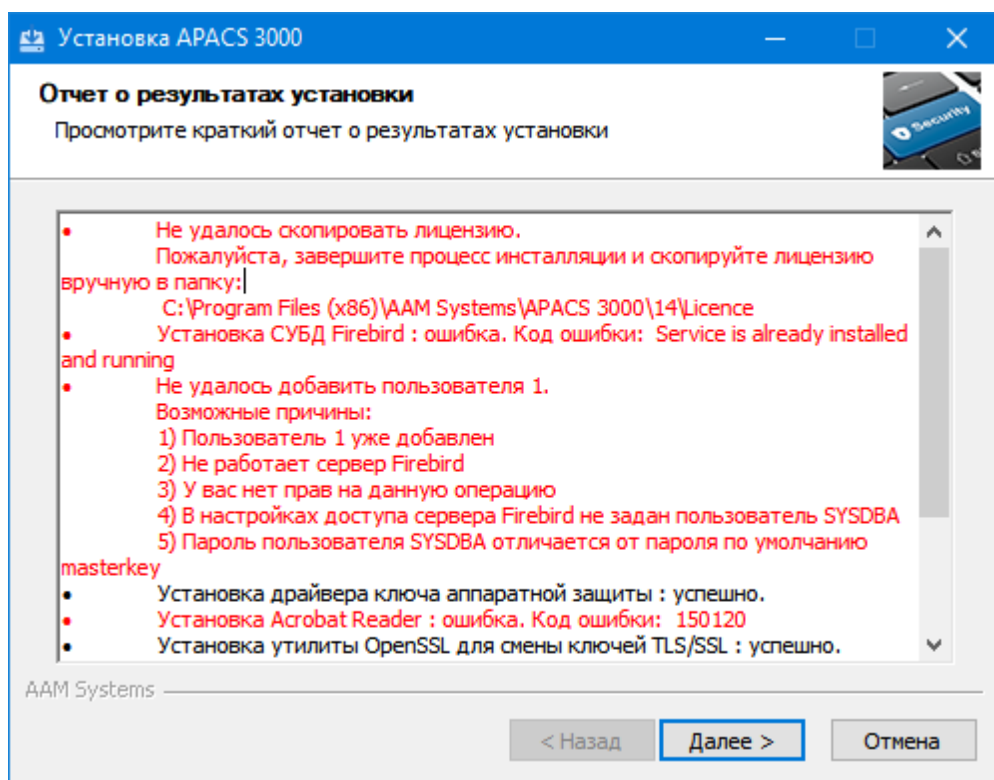 Установка APACS 3000
Отчет о результатах установки
Просмотрите краткий отчет о результатах установки
Security
• Не удалось скопировать лицензию.
Пожалуйста, завершите процесс инсталляции и скопируйте лицензию
вручную в папку:
C:\Program Files (x86)\AAM Systems\APACS 3000\14\Licence
• Установка СУБД Firebird : ошибка. Код ошибки: Service is already installed
and running
• Не удалось добавить пользователя 1.
Возможные причины:
1) Пользователь 1 уже добавлен
2) Не работает сервер Firebird
3) У вас нет прав на данную операцию
4) В настройках доступа сервера Firebird не задан пользователь SYSDBA
5) Пароль пользователя SYSDBA отличается от пароля по умолчанию
masterkey
• Установка драйвера ключа аппаратной защиты : успешно.
• Установка Acrobat Reader : ошибка. Код ошибки: 150120
• Установка утилиты OpenSSL для смены ключей TLS/SSL : успешно.
AAM Systems
< Назад
Далее >
Отмена